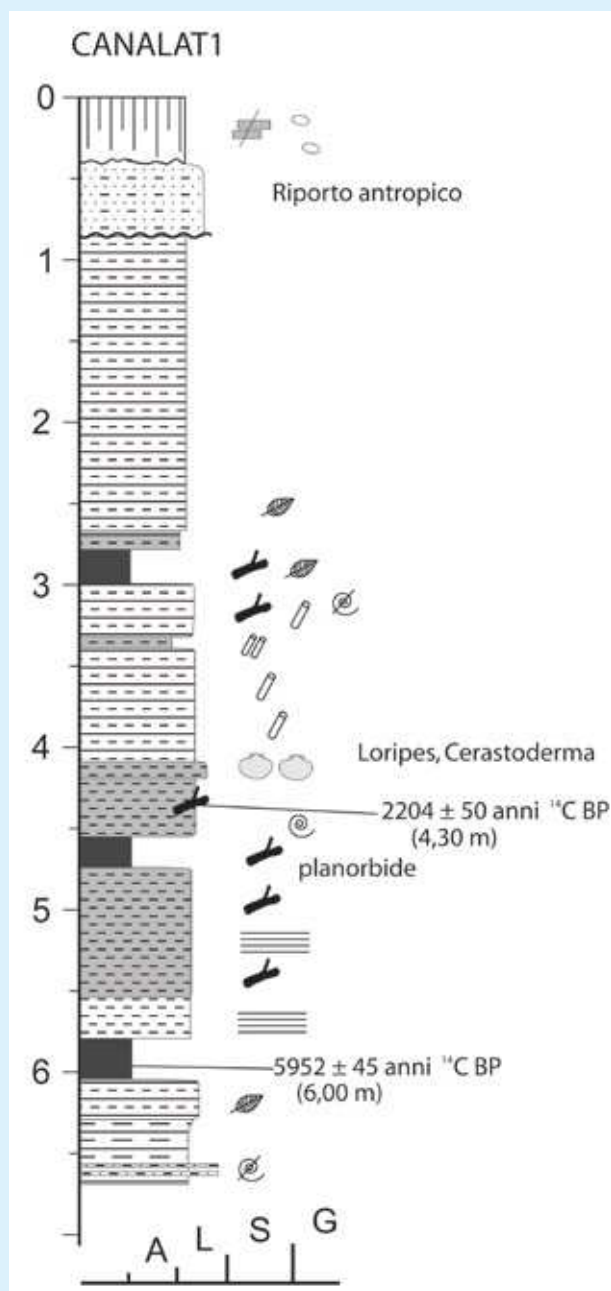 CANALAT1
0
Riporto antropico
1
2
3
4
Loripes, Cerastoderma
2204 ± 50 anni ¹⁴C BP
(4,30 m)
planorbide
5
6
5952 ± 45 anni ¹⁴C BP
(6,00 m)
A L S G